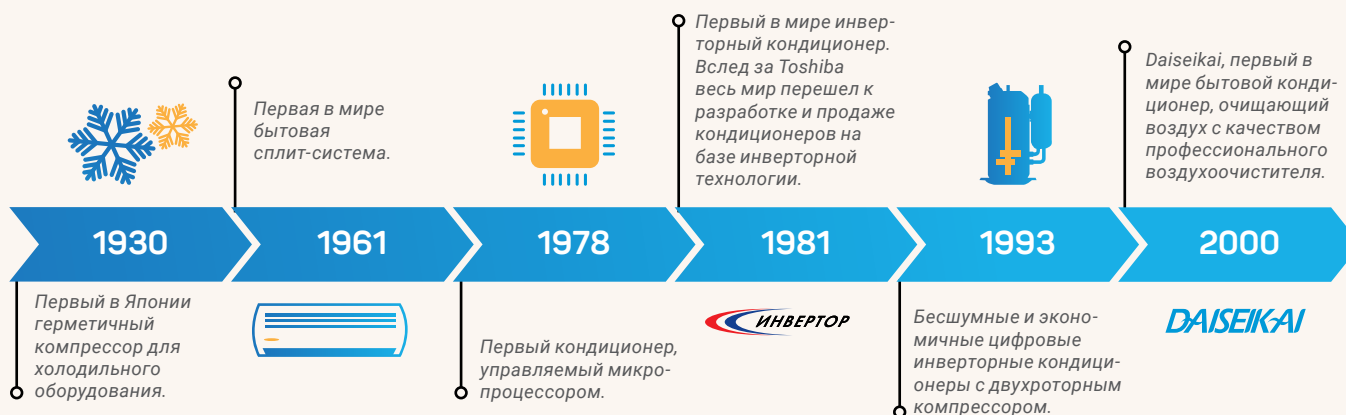 Первый в мире инвер-
торный кондиционер.
Вслед за Toshiba
весь мир перешел к
разработке и продаже
кондиционеров на
базе инверторной
технологии.
Daiseikai, первый в
мире бытовой конди-
ционер, очищающий
воздух с качеством
профессионального
воздухоочистителя.
Первая в мире
бытовая
сплит-система.
1930
1961
1978
1981
1993
2000
Первый в Японии
герметичный
компрессор для
холодильного
оборудования.
Первый кондиционер,
управляемый микро-
процессором.
ИНВЕРТОР
Бесшумные и эконо-
мичные цифровые
инверторные кондици-
онеры с двухроторным
компрессором.
DAISEIKAI